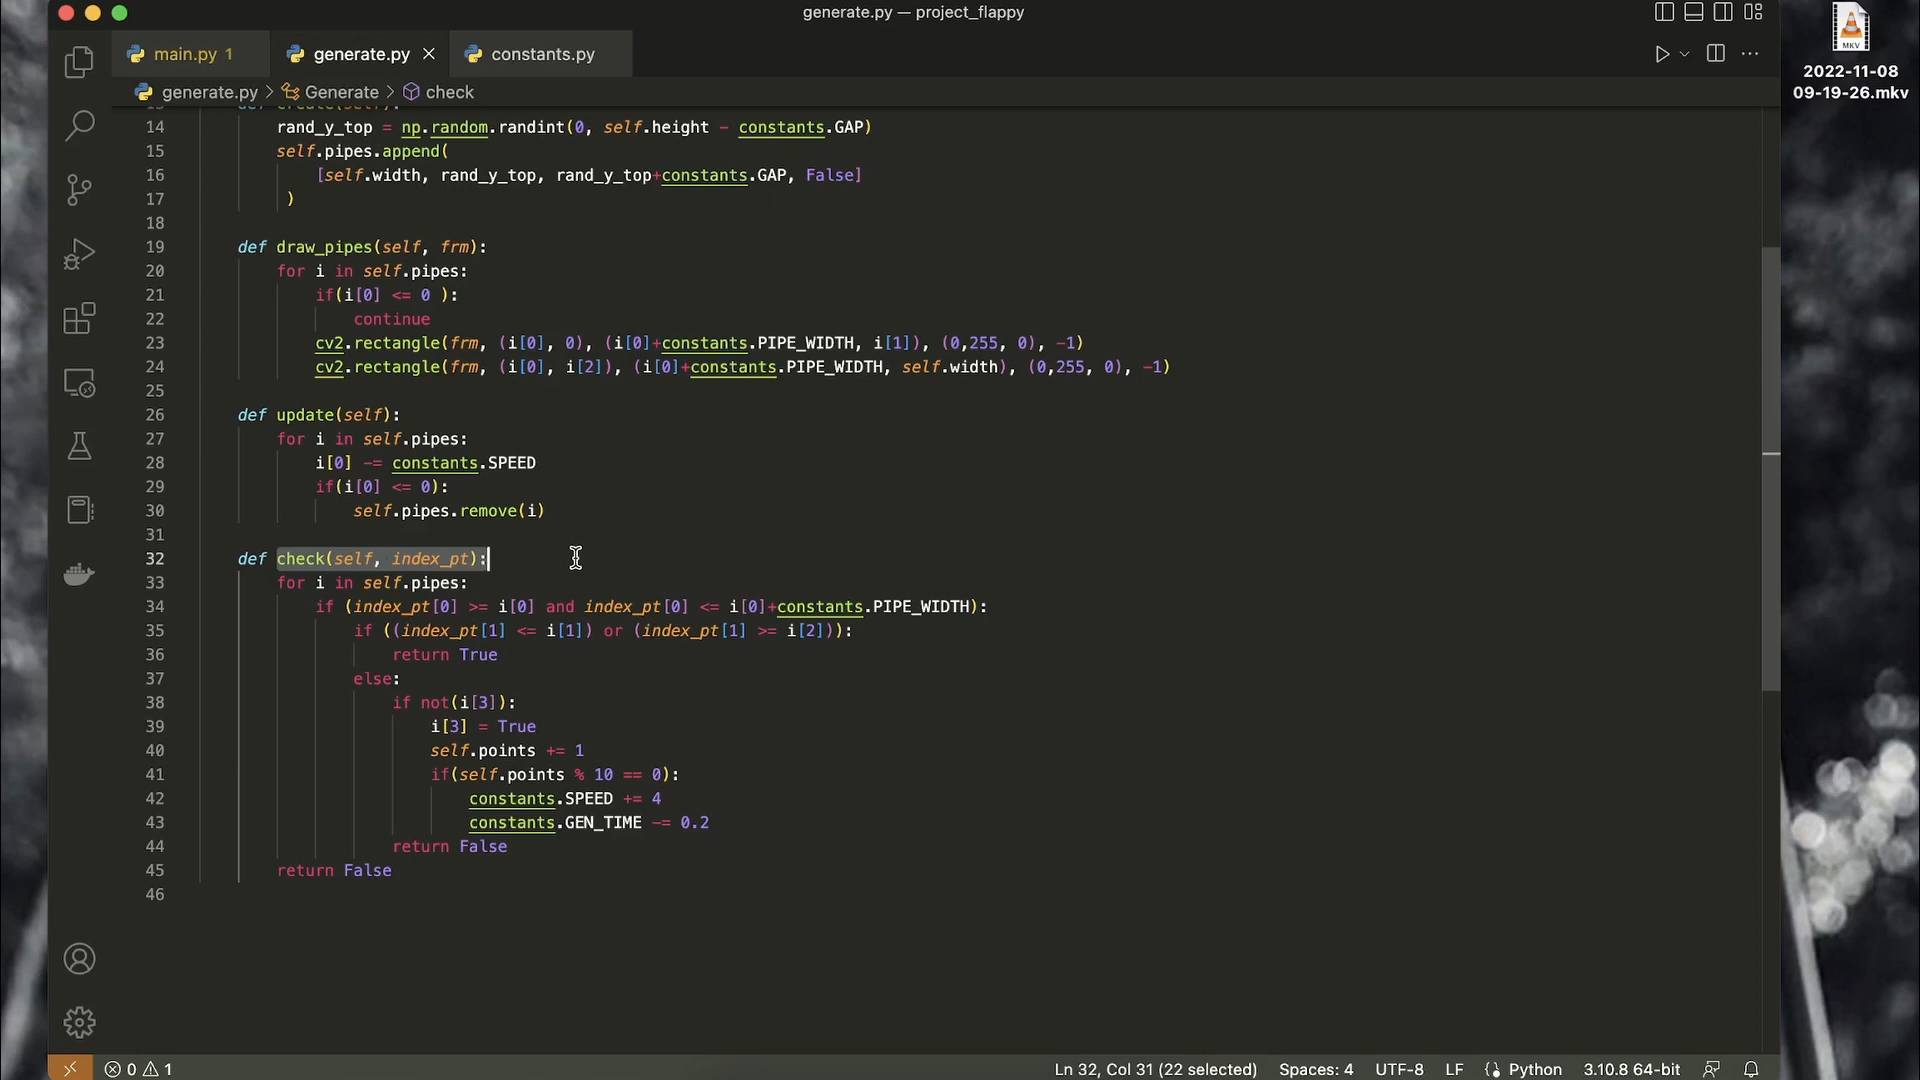 generate.py — project_flappy
main.py 1
generate.py
constants.py
generate.py > Generate > check
MKV
2022-11-08
09-19-26.mkv
14 rand_y_top = np.random.randint(0, self.height - constants.GAP)
15 self.pipes.append(
16 [self.width, rand_y_top, rand_y_top+constants.GAP, False]
17 )
18
19 def draw_pipes(self, frm):
20 for i in self.pipes:
21 if(i[0] <= 0 ):
22 continue
23 cv2.rectangle(frm, (i[0], 0), (i[0]+constants.PIPE_WIDTH, i[1]), (0,255, 0), -1)
24 cv2.rectangle(frm, (i[0], i[2]), (i[0]+constants.PIPE_WIDTH, self.width), (0,255, 0), -1)
25
26 def update(self):
27 for i in self.pipes:
28 i[0] -= constants.SPEED
29 if(i[0] <= 0):
30 self.pipes.remove(i)
31
32 def check(self, index_pt):
33 for i in self.pipes:
34 if (index_pt[0] >= i[0] and index_pt[0] <= i[0]+constants.PIPE_WIDTH):
35 if ((index_pt[1] <= i[1]) or (index_pt[1] >= i[2])):
36 return True
37 else:
38 if not(i[3]):
39 i[3] = True
40 self.points += 1
41 if(self.points % 10 == 0):
42 constants.SPEED += 4
43 constants.GEN_TIME -= 0.2
44 return False
45 return False
46
0 1
Ln 32, Col 31 (22 selected) Spaces: 4 UTF-8 LF Python 3.10.8 64-bit